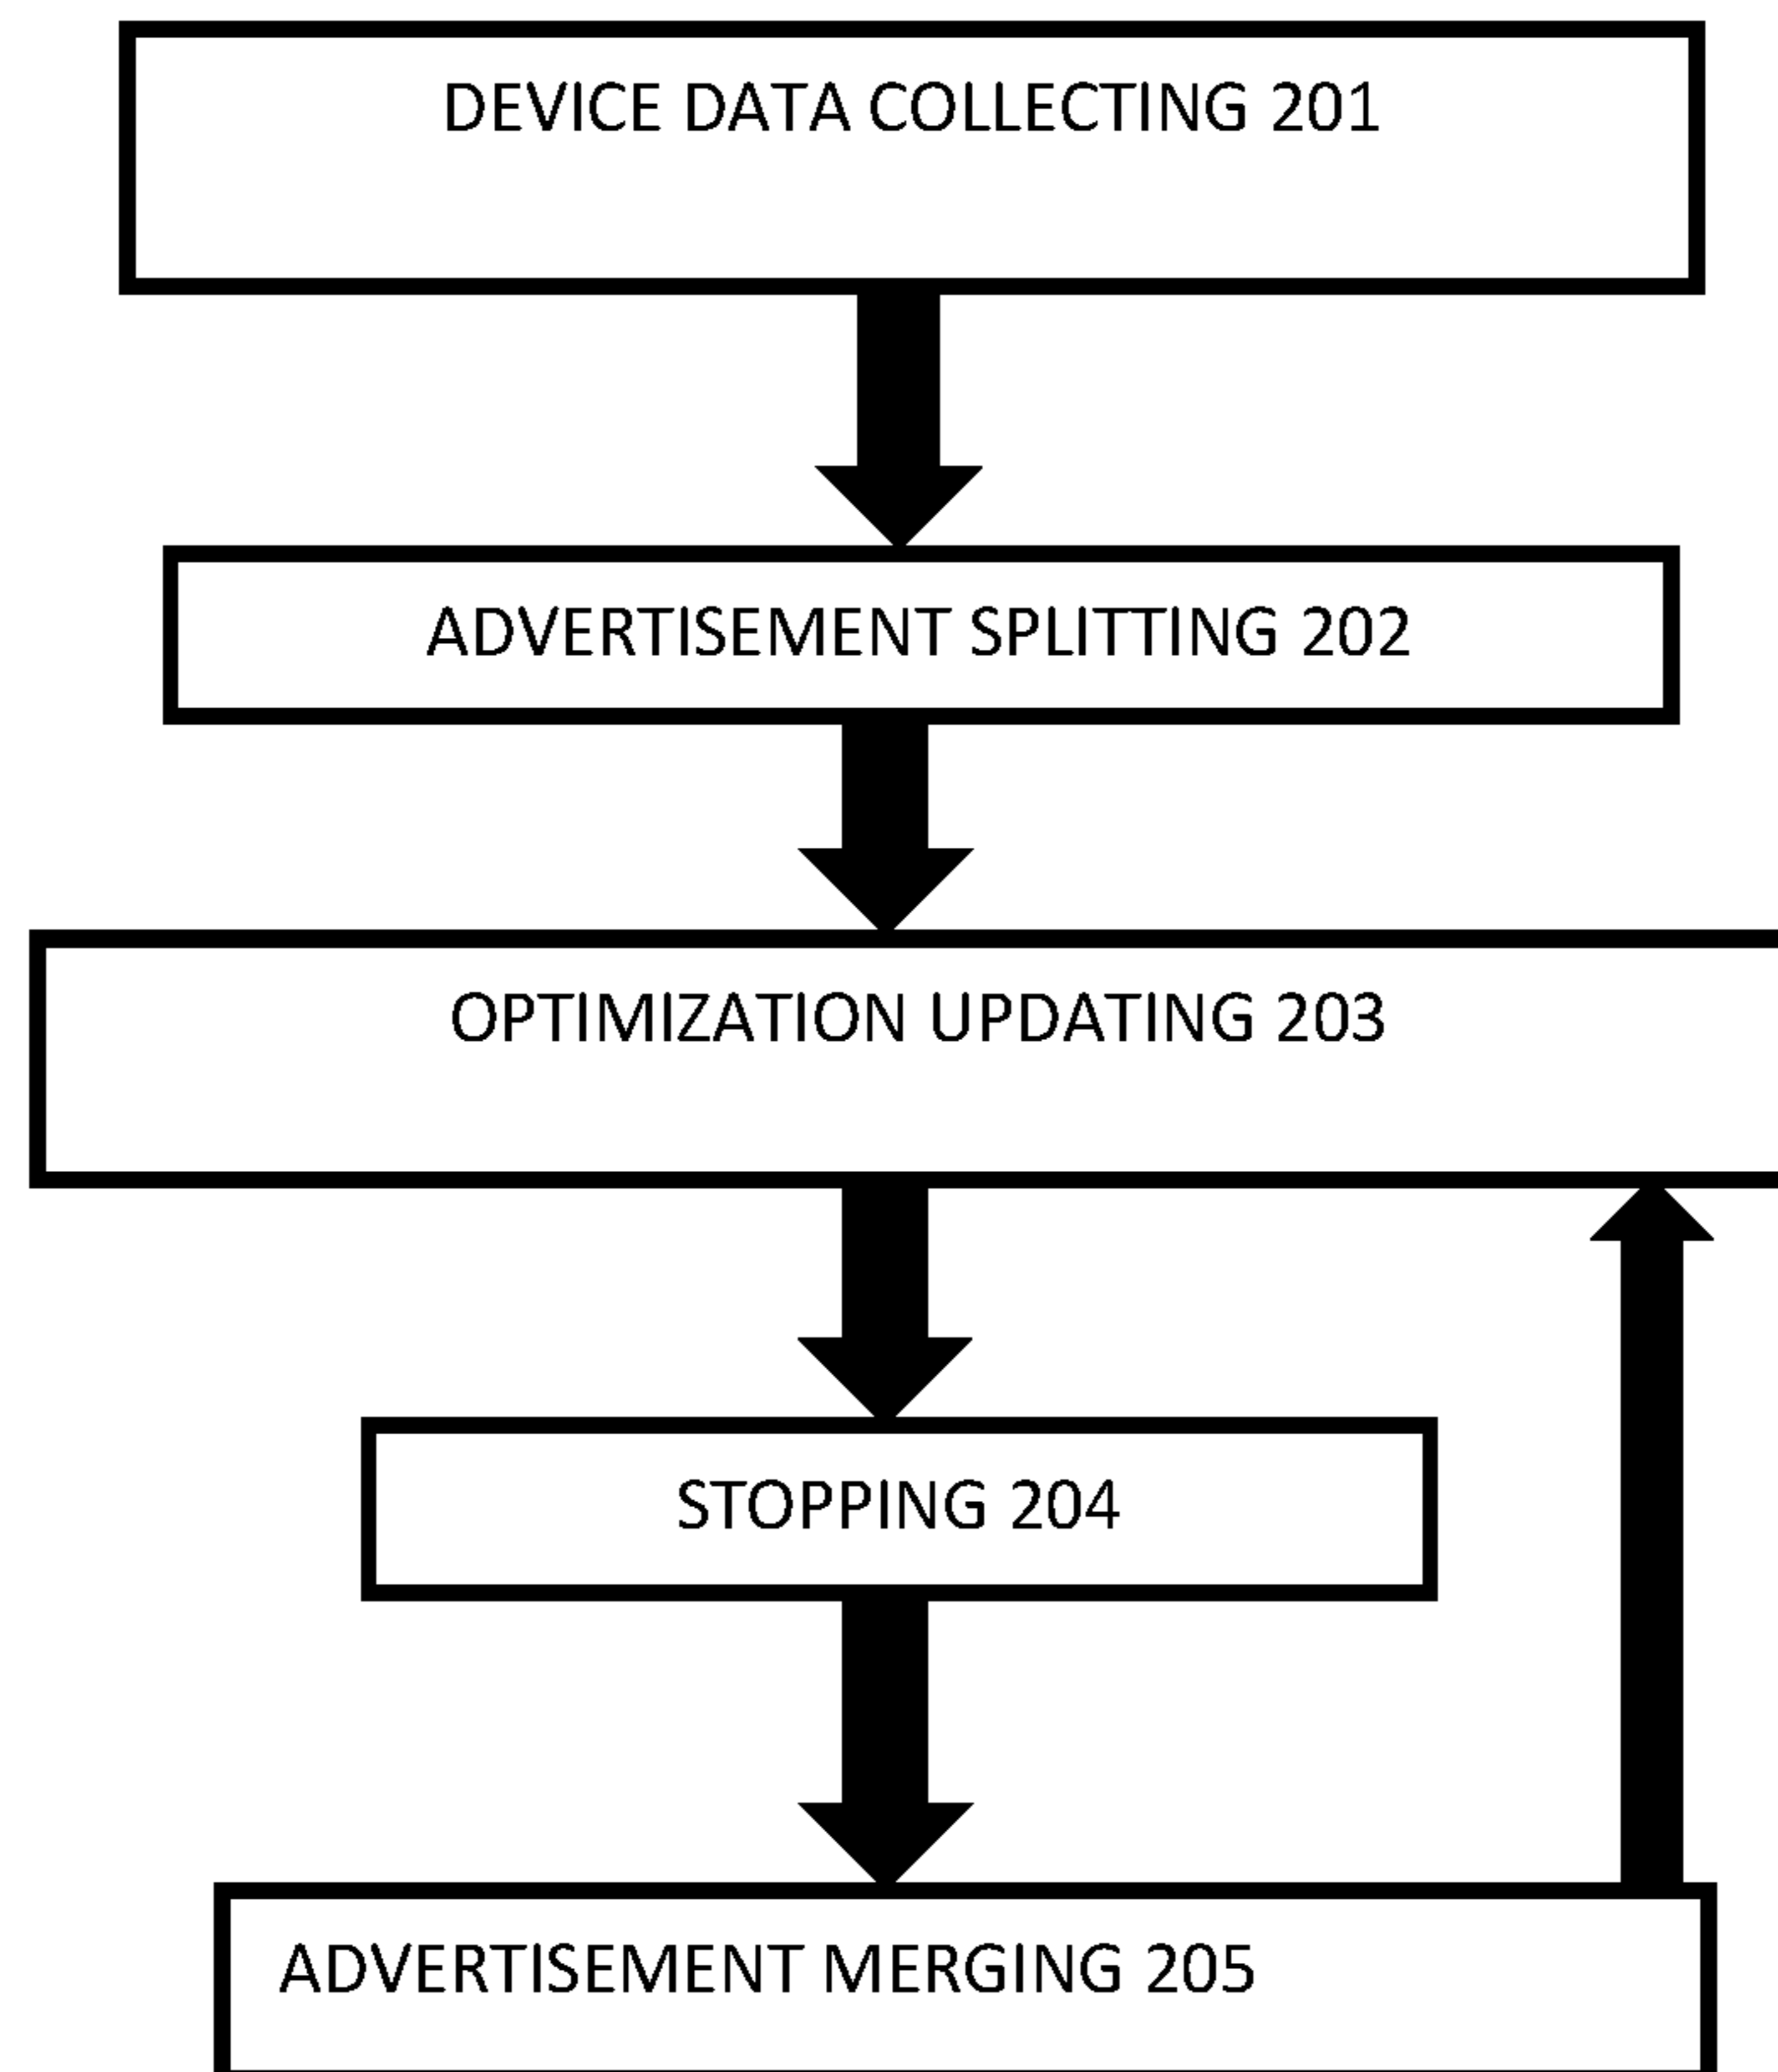 DEVICE DATA COLLECTING 201
ADVERTISEMENT SPLITTING 202
OPTIMIZATION UPDATING 203
STOPPING 204
ADVERTISEMENT MERGING 205